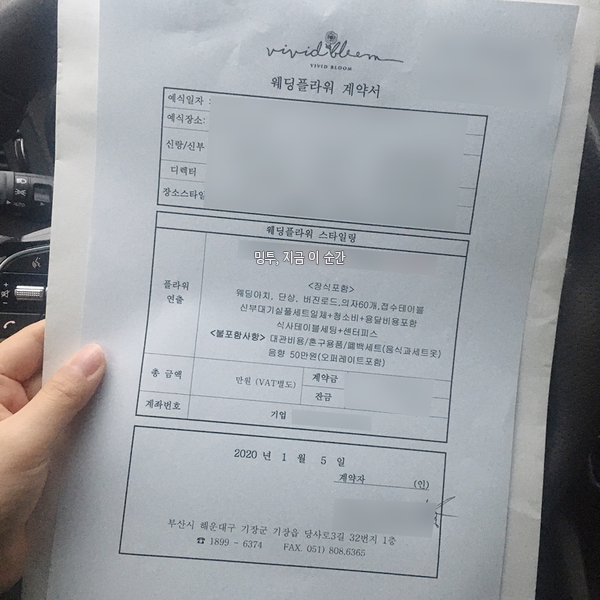 vivid bloom
VIVID BLOOM
웨딩플라워 계약서
예식일자 :
예식장소:
신랑/신부
디렉터
장소스타일
웨딩플라워 스타일링
밍투, 지금 이 순간
<장식포함>
플라워 연출
웨딩아치, 단상, 버진로드,의자60개,접수테이블
신부대기실풀세트일체+청소비+용달비용포함
식사테이블세팅+센터피스
<불포함사항> 대관비용/혼구용품/폐백세트(음식과세트옷)
음향 50만원(오퍼레이트포함)
총 금액 만원 (VAT별도) 계약금
잔금
계좌번호 기업
2020 년 1 월 5 일
계약자 (인)
부산시 해운대구 기장군 기장읍 당사로3길 32번지 1층
☎ 1899 - 6374 FAX. 051) 808.6365